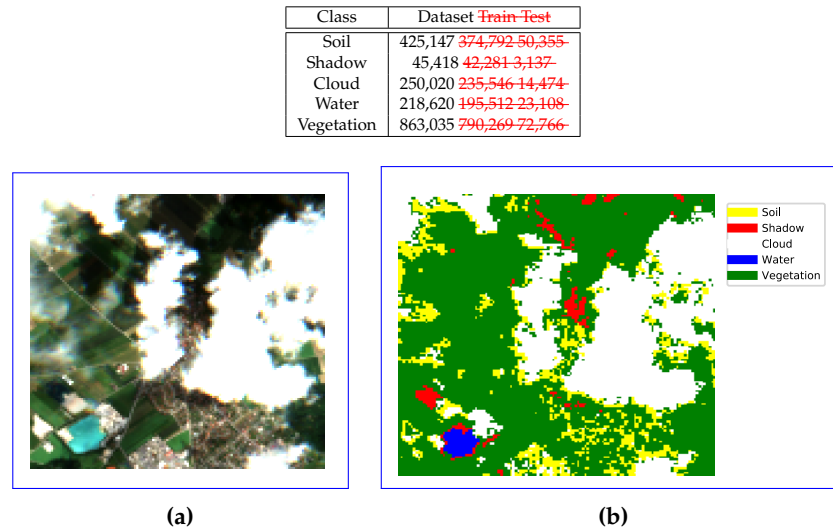 Class Dataset Train Test
Soil 425,147 374,792 50,355
Shadow 45,418 42,281 3,137
Cloud 250,020 235,546 14,474
Water 218,620 195,512 23,108
Vegetation 863,035 790,269 72,766
Soil
Shadow
Cloud
Water
Vegetation
(a) (b)